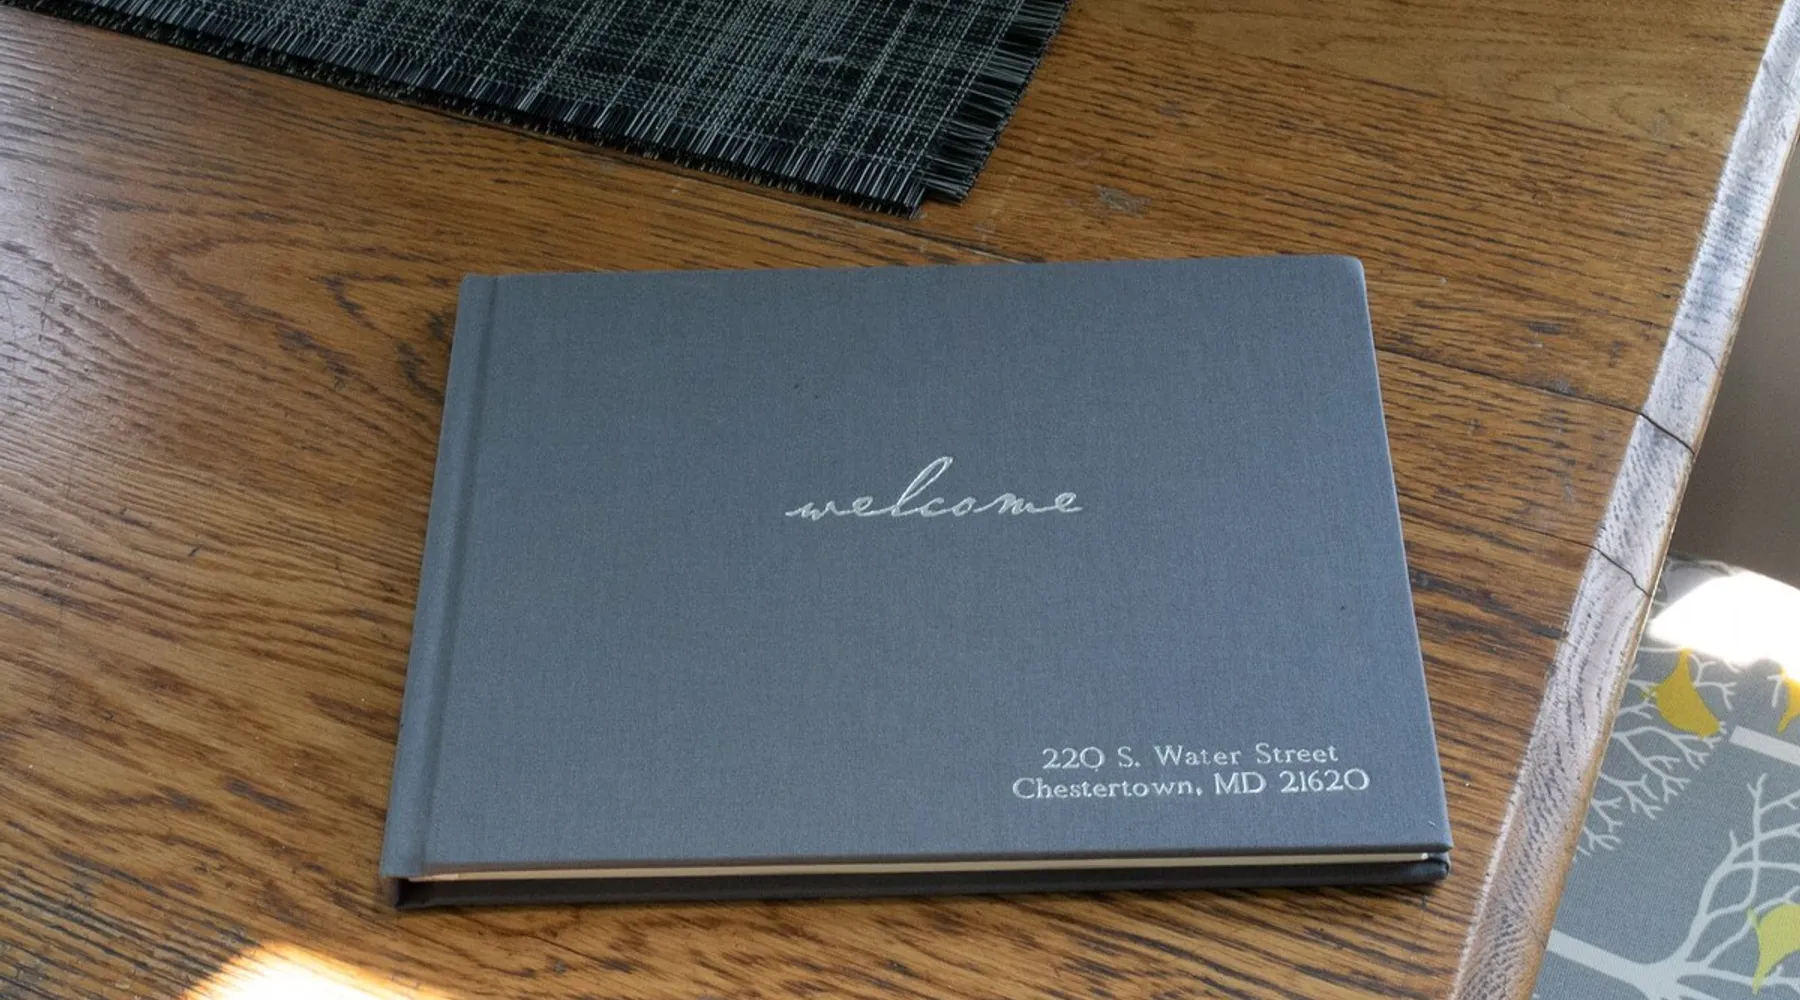 welcome
220 S. Water Street
Chestertown, MD 21620